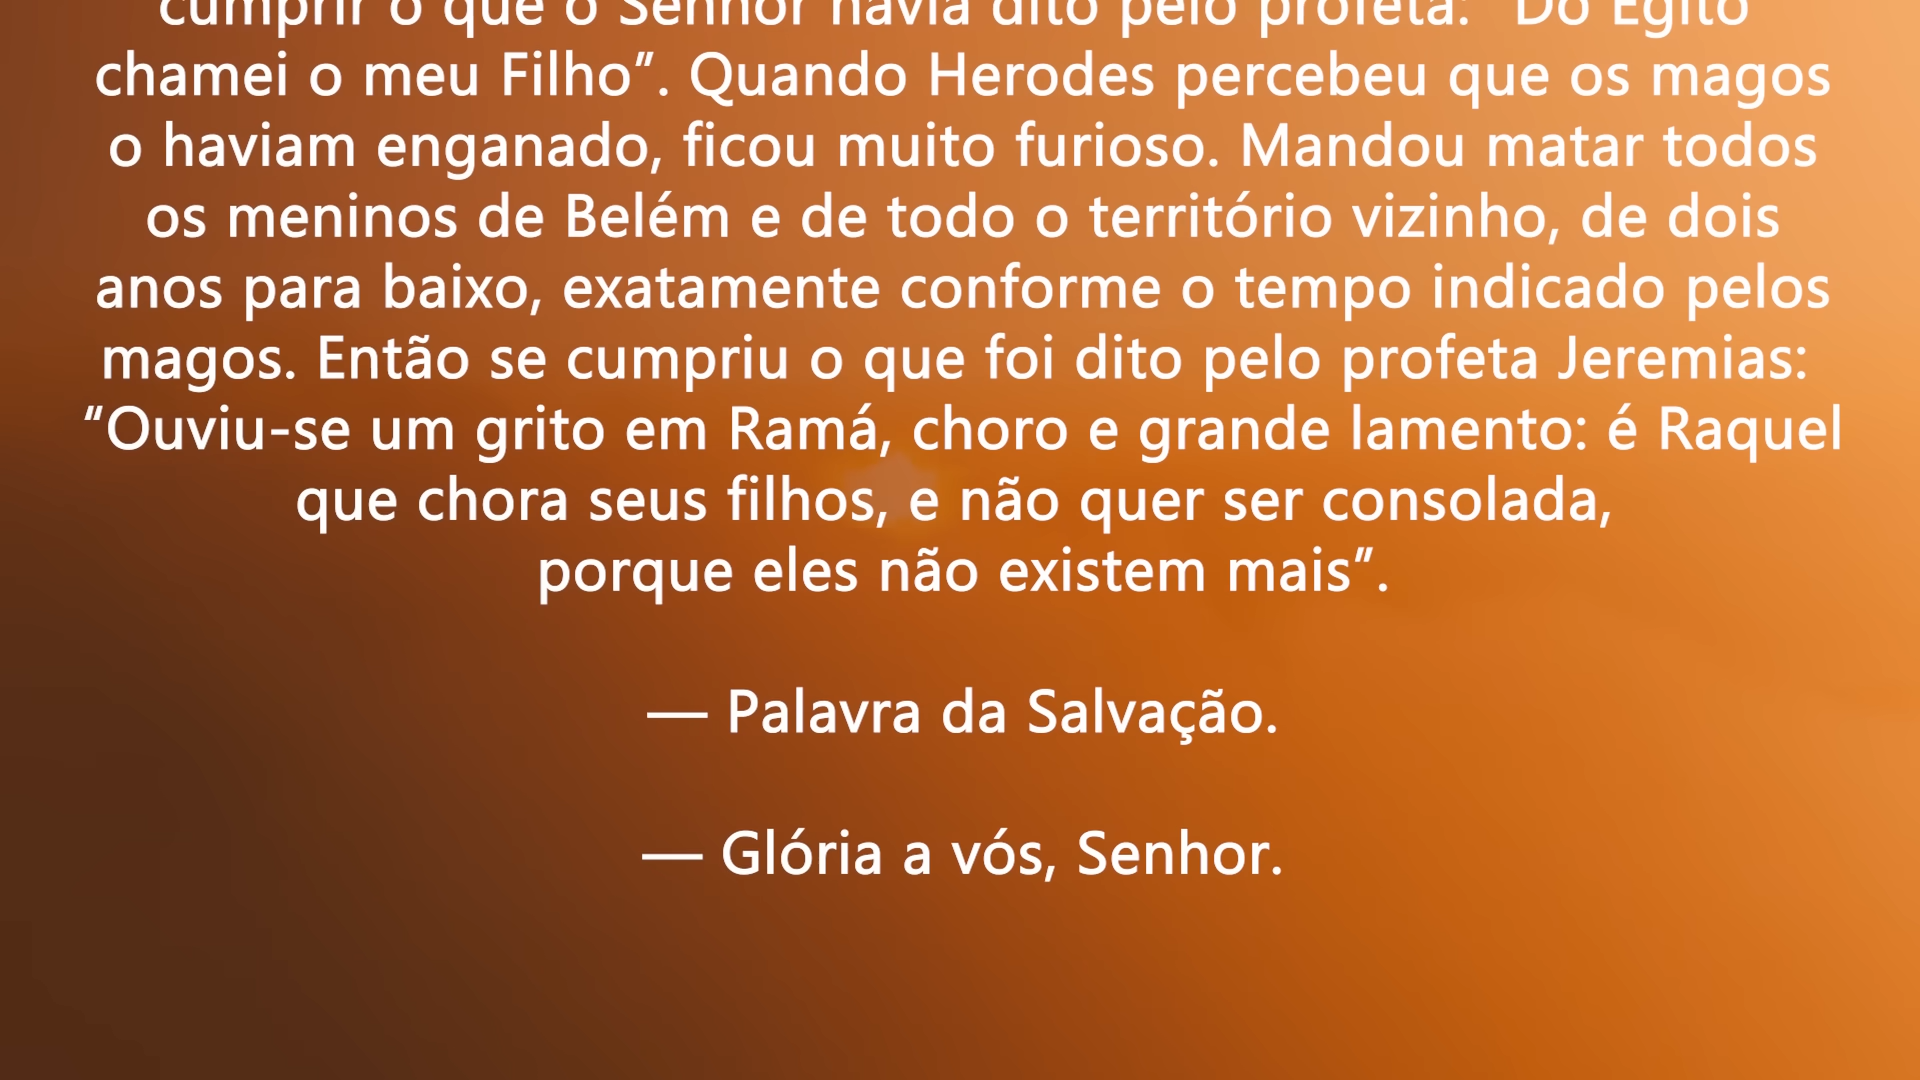 cumprir o que o Senhor havia dito pelo profeta: “Do Egito
chamei o meu Filho”. Quando Herodes percebeu que os magos
o haviam enganado, ficou muito furioso. Mandou matar todos
os meninos de Belém e de todo o território vizinho, de dois
anos para baixo, exatamente conforme o tempo indicado pelos
magos. Então se cumpriu o que foi dito pelo profeta Jeremias:
“Ouviu-se um grito em Ramá, choro e grande lamento: é Raquel
que chora seus filhos, e não quer ser consolada,
porque eles não existem mais”.
— Palavra da Salvação.
— Glória a vós, Senhor.